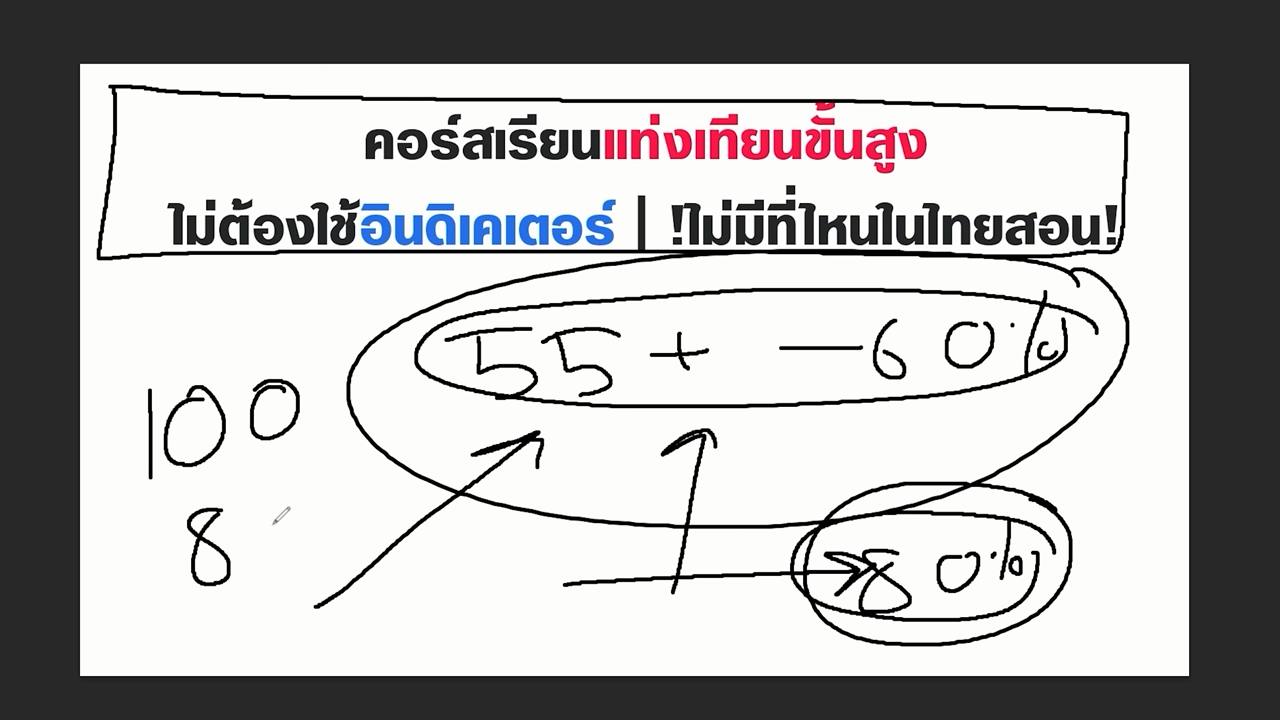 คอร์สเรียนแท่งเทียนขั้นสูง
ไม่ต้องใช้อินดิเคเตอร์ | !ไม่มีที่ไหนในไทยสอน!
55 + - 60%
100
8
80%